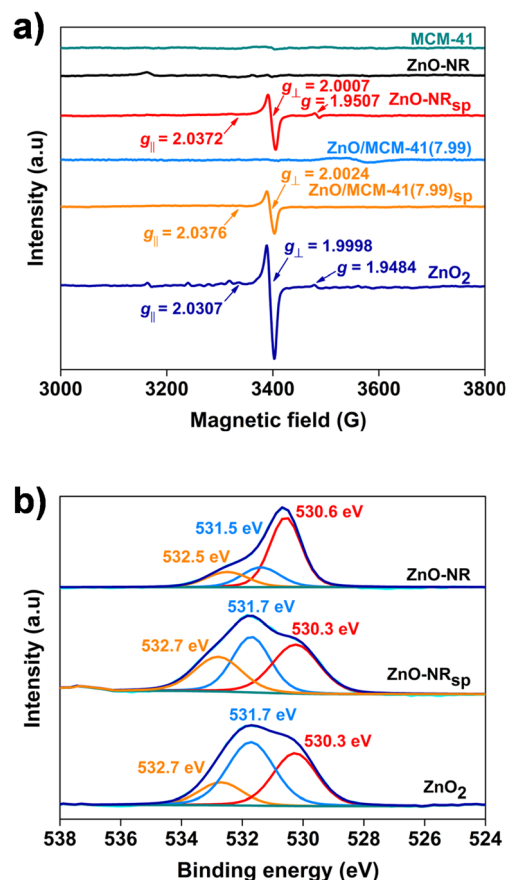 a)
MCM-41
ZnO-NR
g⊥ = 2.0007
g = 1.9507
ZnO-NRsp
g|| = 2.0372
ZnO/MCM-41(7.99)
g⊥ = 2.0024
ZnO/MCM-41(7.99)sp
g|| = 2.0376
g⊥ = 1.9998
g = 1.9484
ZnO2
g|| = 2.0307
Intensity (a.u)
3000 3200 3400 3600 3800
Magnetic field (G)
b)
530.6 eV
531.5 eV
532.5 eV
ZnO-NR
531.7 eV
530.3 eV
532.7 eV
ZnO-NRsp
531.7 eV
530.3 eV
532.7 eV
ZnO2
Intensity (a.u)
538 536 534 532 530 528 526 524
Binding energy (eV)